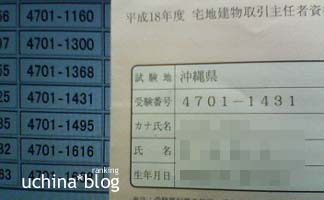 4701-1160
4701-1300
4701-1368
4701-1431
4701-1495
4701-1616
平成18年度 宅地建物取引主任者資
試験地 沖縄県
受験番号 4701-1431
カナ氏名
氏名
生年月日
ranking
uchina*blog